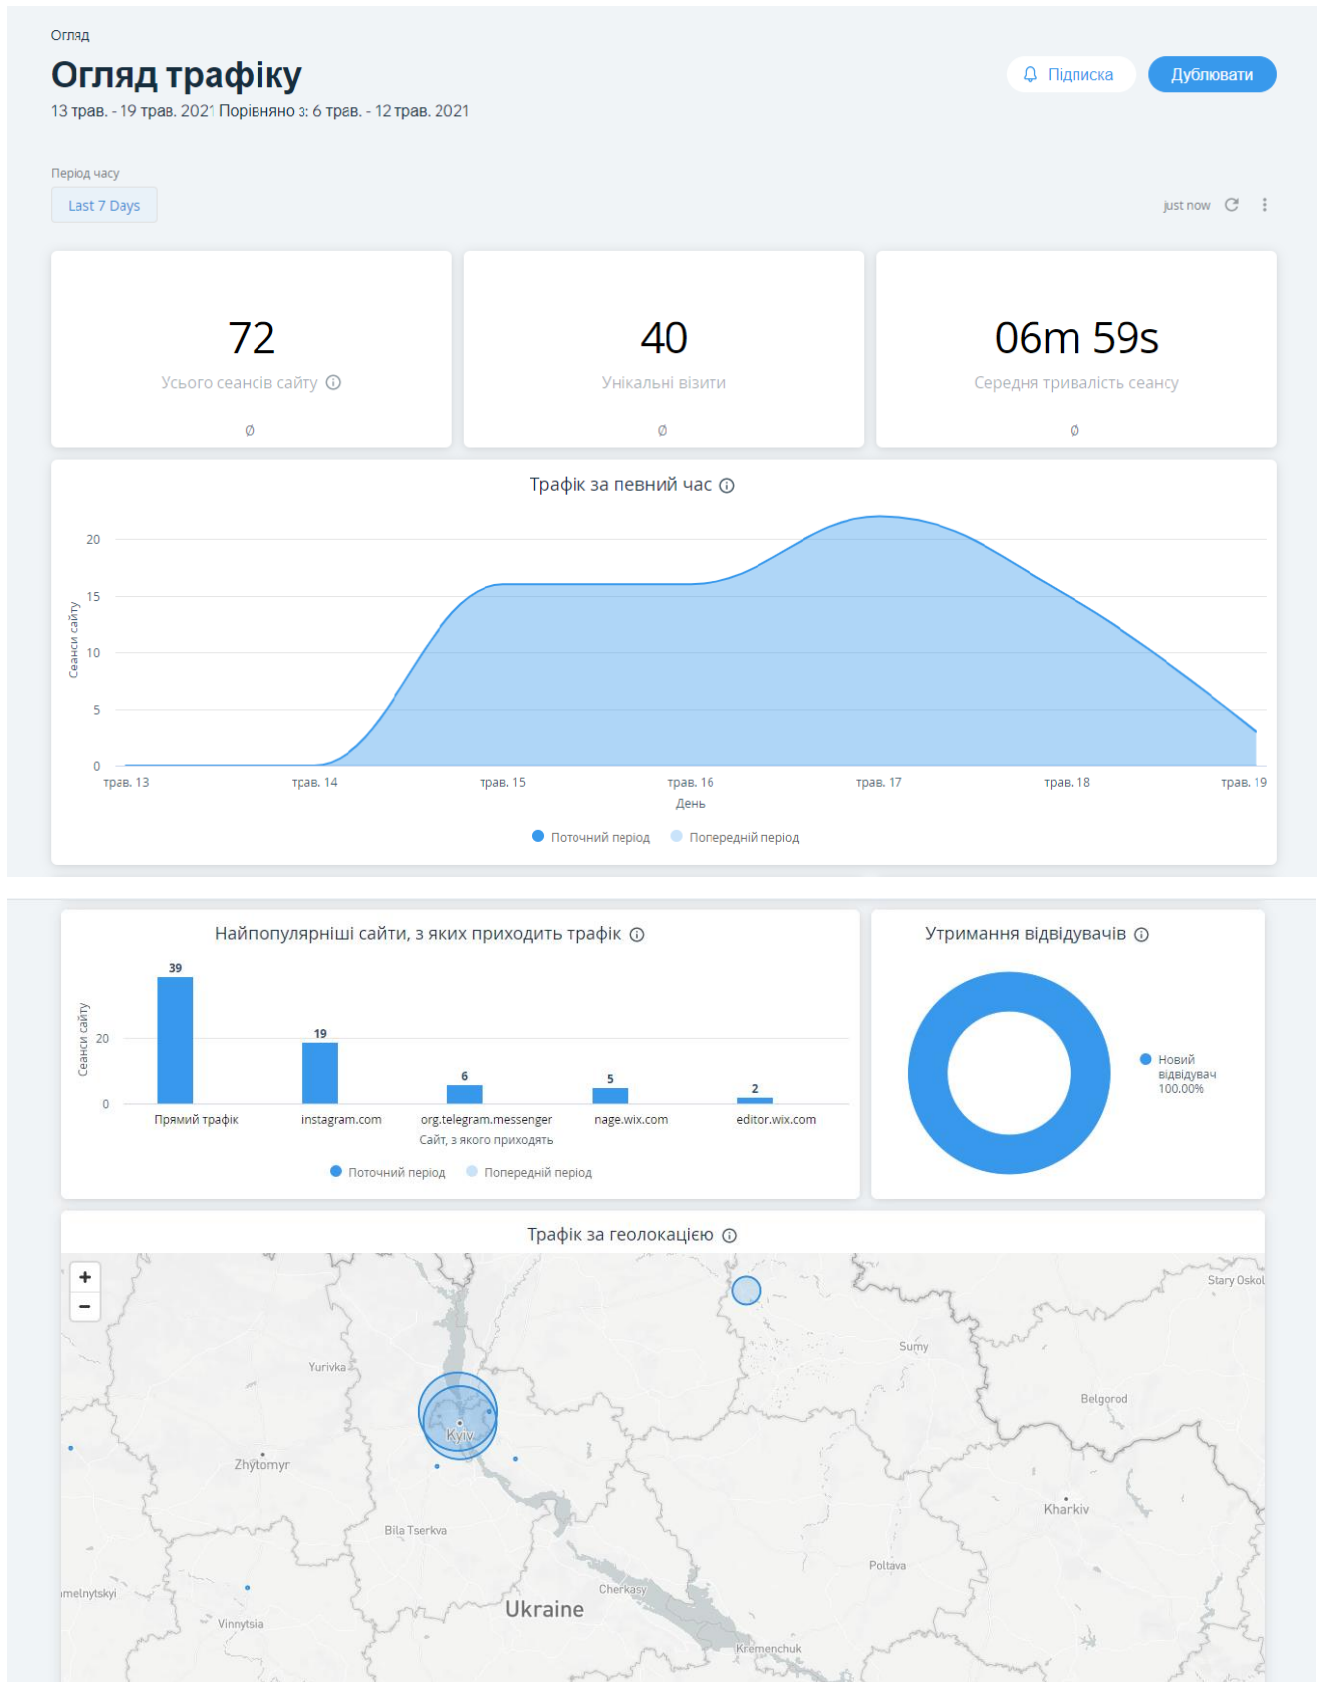 Огляд
Огляд трафіку
Підписка
Дублювати
13 трав. - 19 трав. 2021 Порівняно з: 6 трав. - 12 трав. 2021
Період часу
Last 7 Days
just now
72
Усього сеансів сайту
Ø
40
Унікальні візити
Ø
06m 59s
Середня тривалість сеансу
Ø
Трафік за певний час
20
15
10
5
0
Сеанси сайту
трав. 13
трав. 14
трав. 15
трав. 16
трав. 17
трав. 18
трав. 19
День
Поточний період
Попередній період
Найпопулярніші сайти, з яких приходить трафік
39
19
6
5
2
20
0
Сеанси сайту
Прямий трафік
instagram.com
org.telegram.messenger
nage.wix.com
editor.wix.com
Сайт, з якого приходять
Поточний період
Попередній період
Утримання відвідувачів
Новий
відвідувач
100.00%
Трафік за геолокацією
+
−
Stary Oskol
Sumy
Yurivka
Belgorod
Kyiv
Zhytomyr
Kharkiv
Bila Tserkva
Poltava
melnytskyi
Cherkasy
Ukraine
Vinnytsia
Kremenchuk